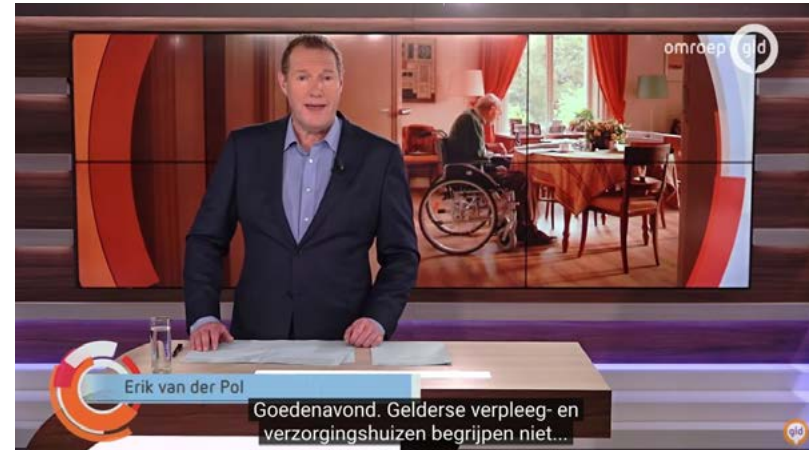 omroep gld
Erik van der Pol
Goedenavond. Gelderse verpleeg- en
verzorgingshuizen begrijpen niet...
gld